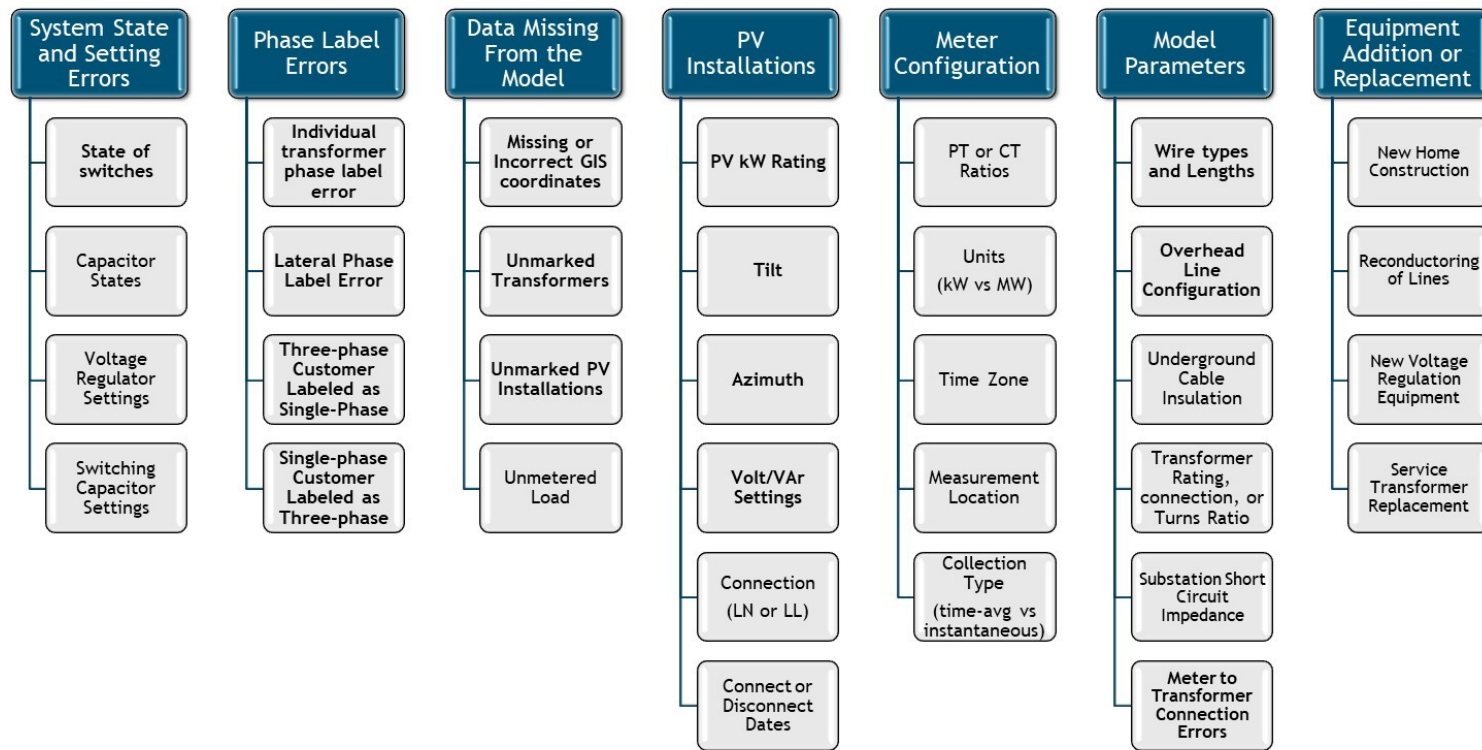 System State
and Setting
Errors
State of
switches
Capacitor
States
Voltage
Regulator
Settings
Switching
Capacitor
Settings
Phase Label
Errors
Individual
transformer
phase label
error
Lateral Phase
Label Error
Three-phase
Customer
Labeled as
Single-Phase
Single-phase
Customer
Labeled as
Three-phase
Data Missing
From the
Model
Missing or
Incorrect GIS
coordinates
Unmarked
Transformers
Unmarked PV
Installations
Unmetered
Load
PV
Installations
PV kW Rating
Tilt
Azimuth
Volt/VAr
Settings
Connection
(LN or LL)
Connect or
Disconnect
Dates
Meter
Configuration
PT or CT
Ratios
Units
(kW vs MW)
Time Zone
Measurement
Location
Collection
Type
(time-avg vs
instantaneous)
Model
Parameters
Wire types
and Lengths
Overhead
Line
Configuration
Underground
Cable
Insulation
Transformer
Rating,
connection, or
Turns Ratio
Substation Short
Circuit
Impedance
Meter to
Transformer
Connection
Errors
Equipment
Addition or
Replacement
New Home
Construction
Reconductoring
of Lines
New Voltage
Regulation
Equipment
Service
Transformer
Replacement